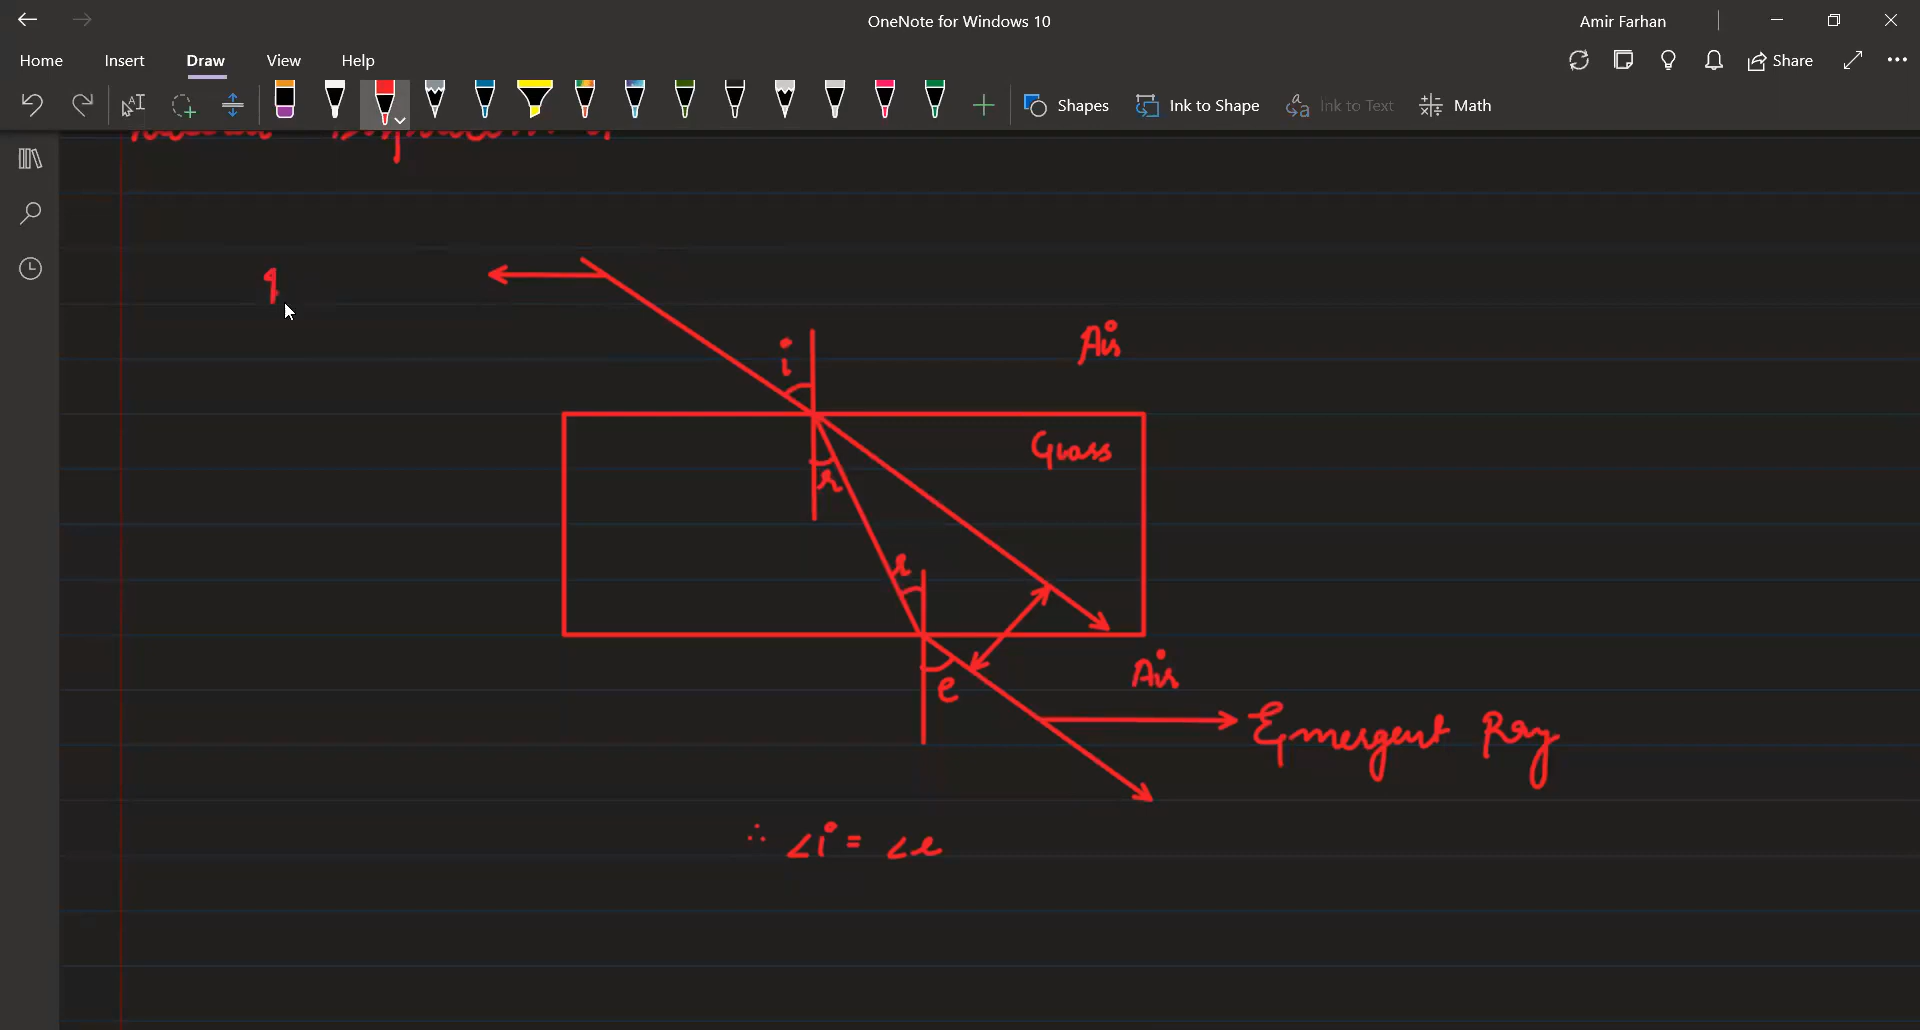 OneNote for Windows 10
Amir Farhan
Home Insert Draw View Help
Share
Shapes Ink to Shape Ink to Text Math
i
Air
Glass
r
r
Air
e
Emergent Ray
∴ ∠i = ∠e